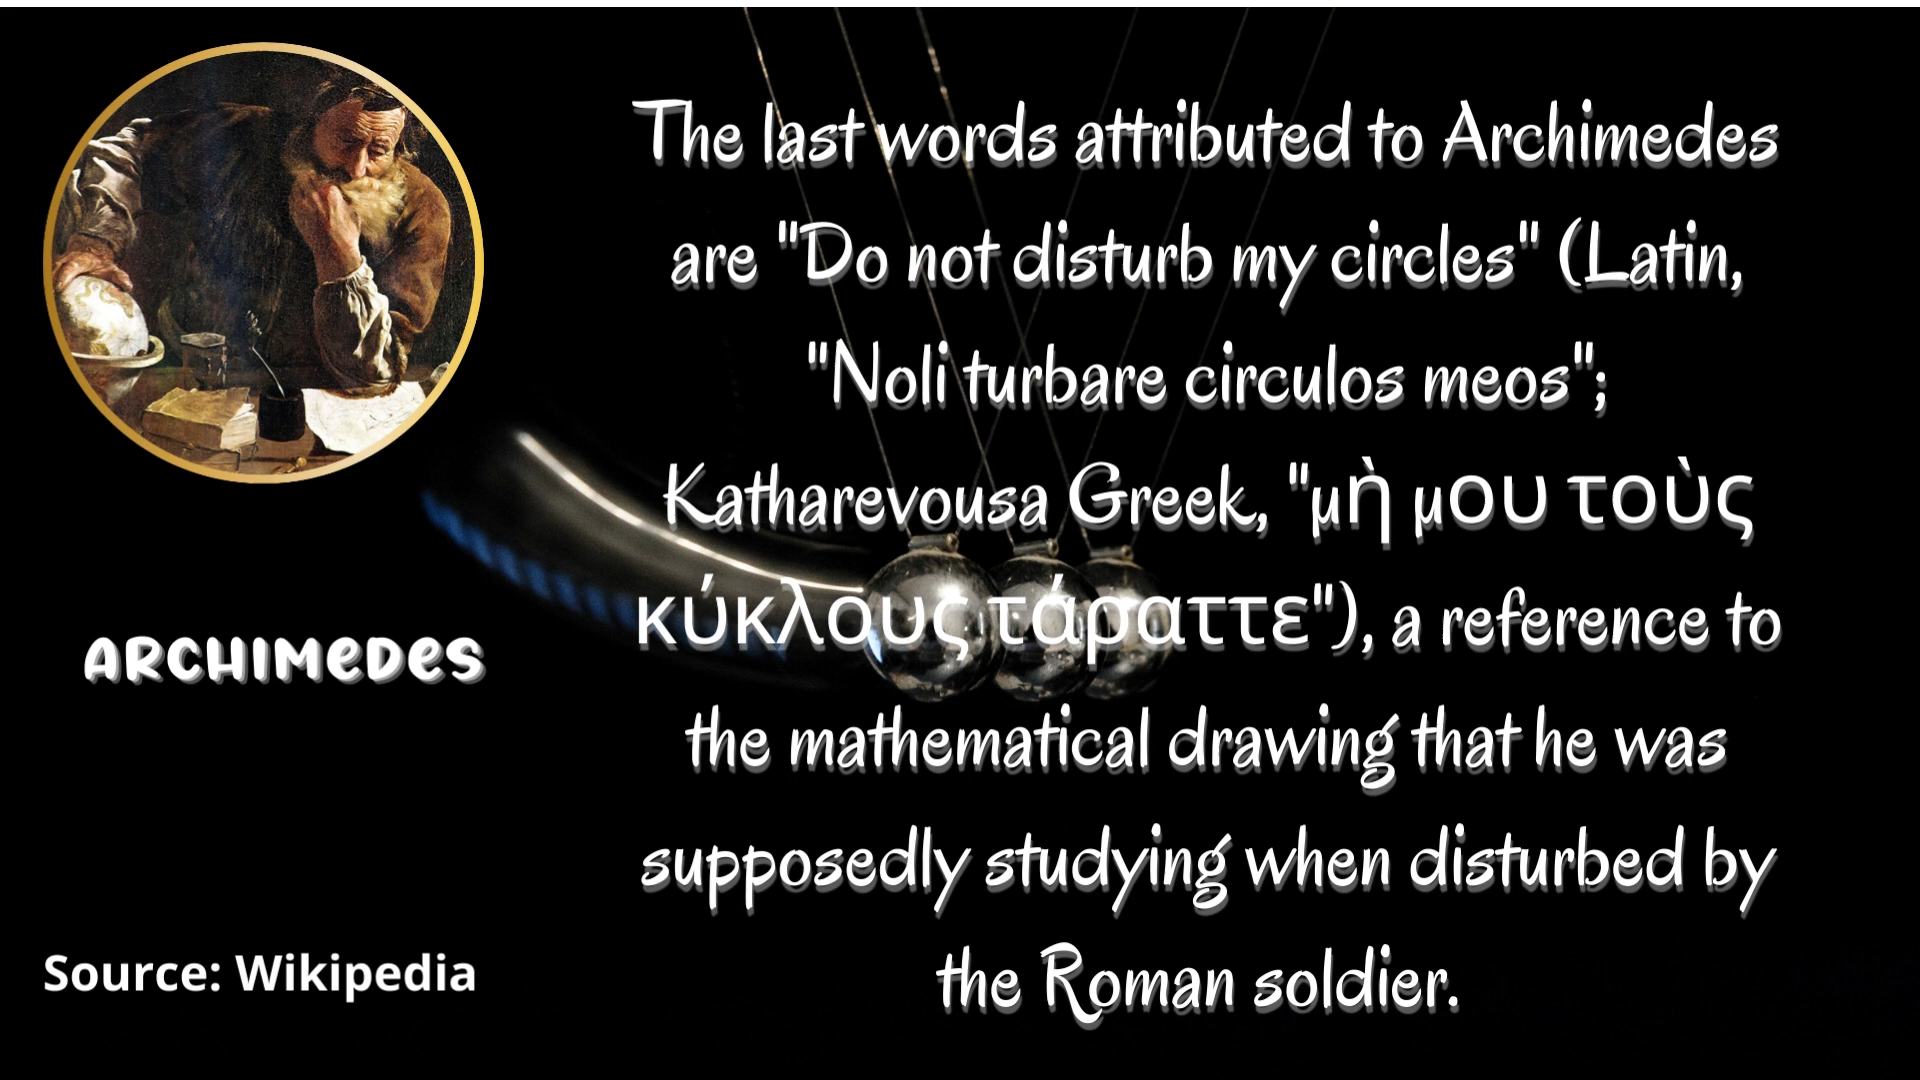 The last words attributed to Archimedes
are "Do not disturb my circles" (Latin,
"Noli turbare circulos meos";
Katharevousa Greek, "μὴ μου τοὺς
κύκλους τάραττε"), a reference to
the mathematical drawing that he was
supposedly studying when disturbed by
the Roman soldier.
ARCHIMEDES
Source: Wikipedia